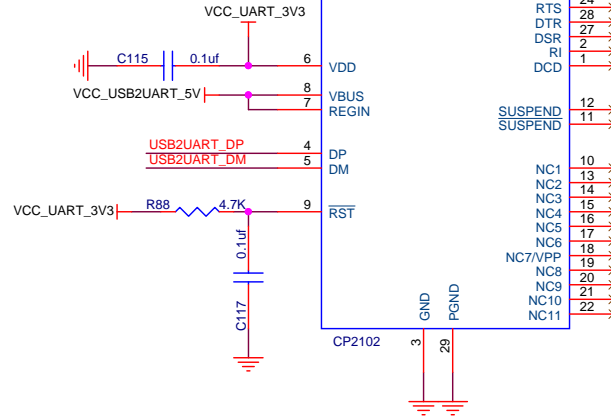 VCC_UART_3V3
C115 0.1uf 6 VDD
VCC_USB2UART_5V 8 VBUS
7 REGIN
USB2UART_DP 4 DP
USB2UART_DM 5 DM
VCC_UART_3V3 R88 4.7K 9 RST
0.1uf
C117
24 RTS
28 DTR
27 DSR
2 RI
1 DCD
12 SUSPEND
11 SUSPEND
10 NC1
13 NC2
14 NC3
15 NC4
16 NC5
17 NC6
18 NC7/VPP
19 NC8
20 NC9
21 NC10
22 NC11
GND PGND
CP2102 3 29